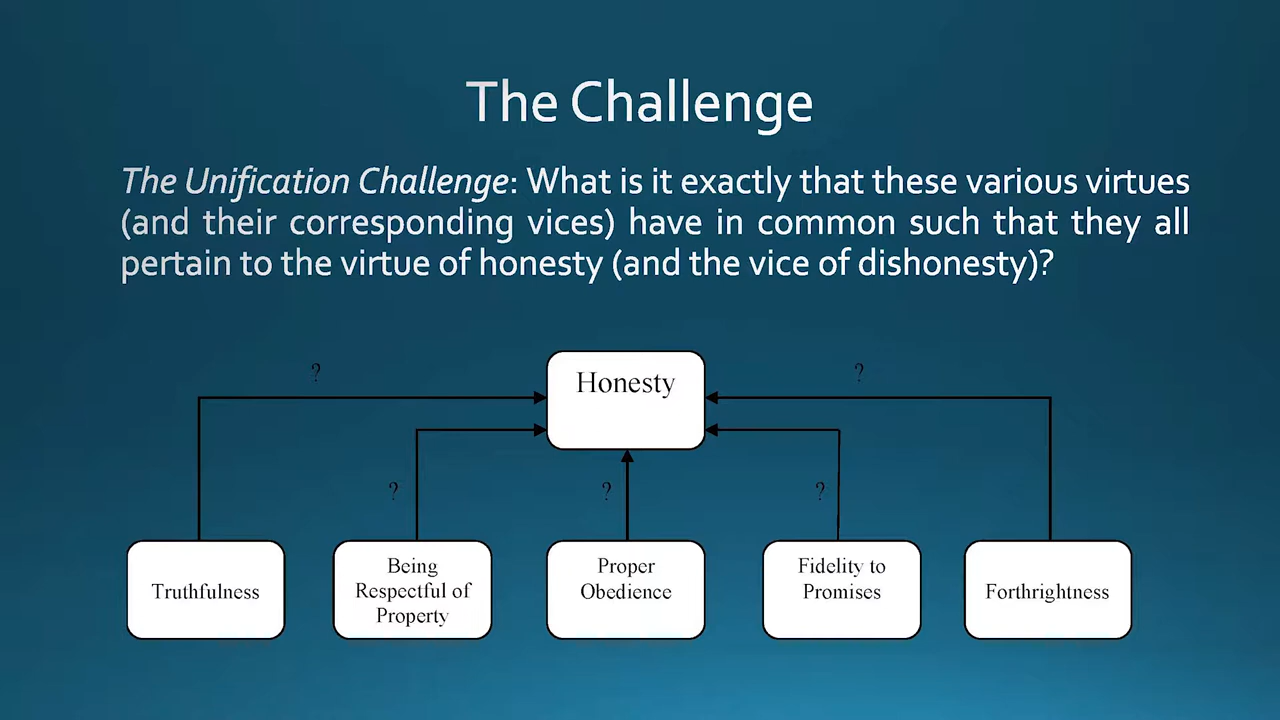 The Challenge
The Unification Challenge: What is it exactly that these various virtues
(and their corresponding vices) have in common such that they all
pertain to the virtue of honesty (and the vice of dishonesty)?
?
?
Honesty
?
?
?
Truthfulness
Being
Respectful of
Property
Proper
Obedience
Fidelity to
Promises
Forthrightness